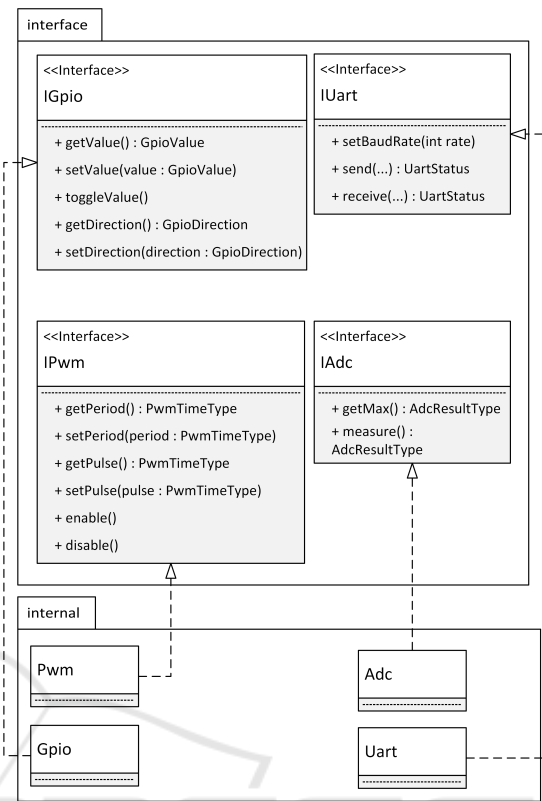 interface
<<Interface>>
IGpio
+ getValue() : GpioValue
+ setValue(value : GpioValue)
+ toggleValue()
+ getDirection() : GpioDirection
+ setDirection(direction : GpioDirection)
<<Interface>>
IUart
+ setBaudRate(int rate)
+ send(...) : UartStatus
+ receive(...) : UartStatus
<<Interface>>
IPwm
+ getPeriod() : PwmTimeType
+ setPeriod(period : PwmTimeType)
+ getPulse() : PwmTimeType
+ setPulse(pulse : PwmTimeType)
+ enable()
+ disable()
<<Interface>>
IAdc
+ getMax() : AdcResultType
+ measure() :
AdcResultType
internal
Pwm
Adc
Gpio
Uart